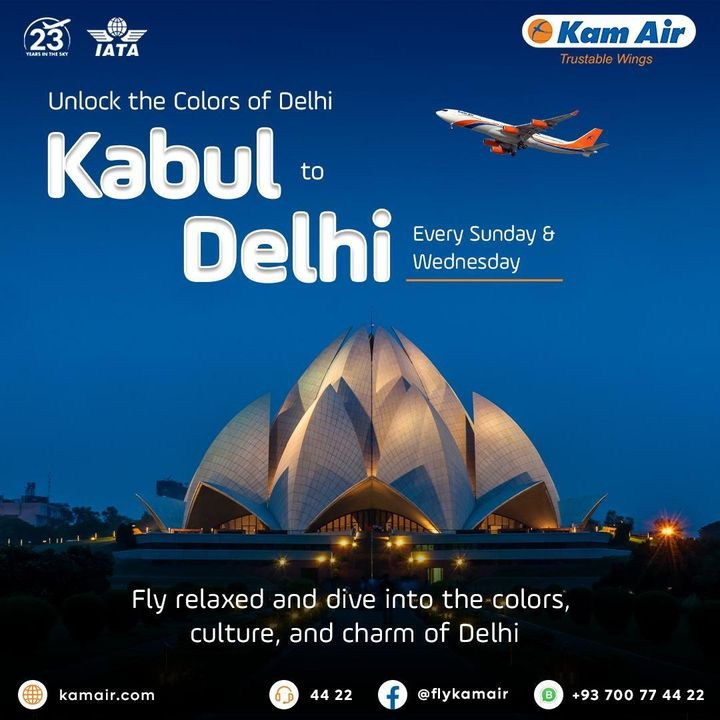 23
YEARS IN THE SKY
IATA
Kam Air
Trustable Wings
Unlock the Colors of Delhi
Kabul to
Delhi
Every Sunday &
Wednesday
Fly relaxed and dive into the colors,
culture, and charm of Delhi
kamair.com
44 22
@flykamair
+93 700 77 44 22